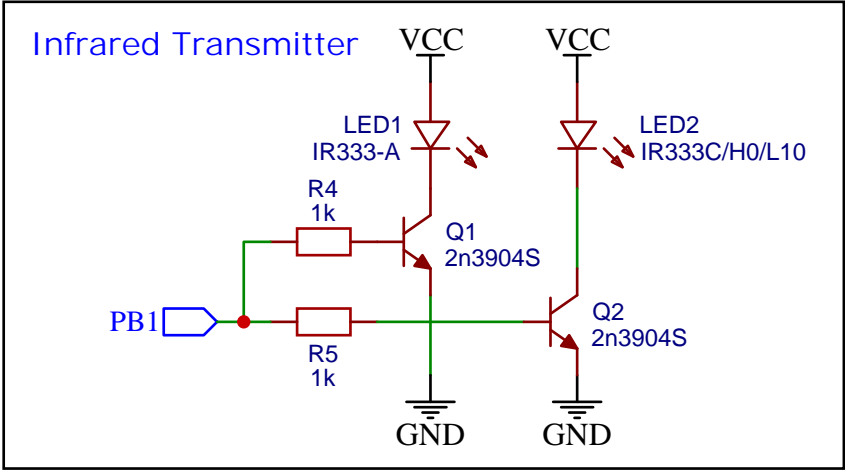 Infrared Transmitter
VCC
VCC
LED1
IR333-A
LED2
IR333C/H0/L10
R4
1k
Q1
2n3904S
PB1
R5
1k
Q2
2n3904S
GND
GND